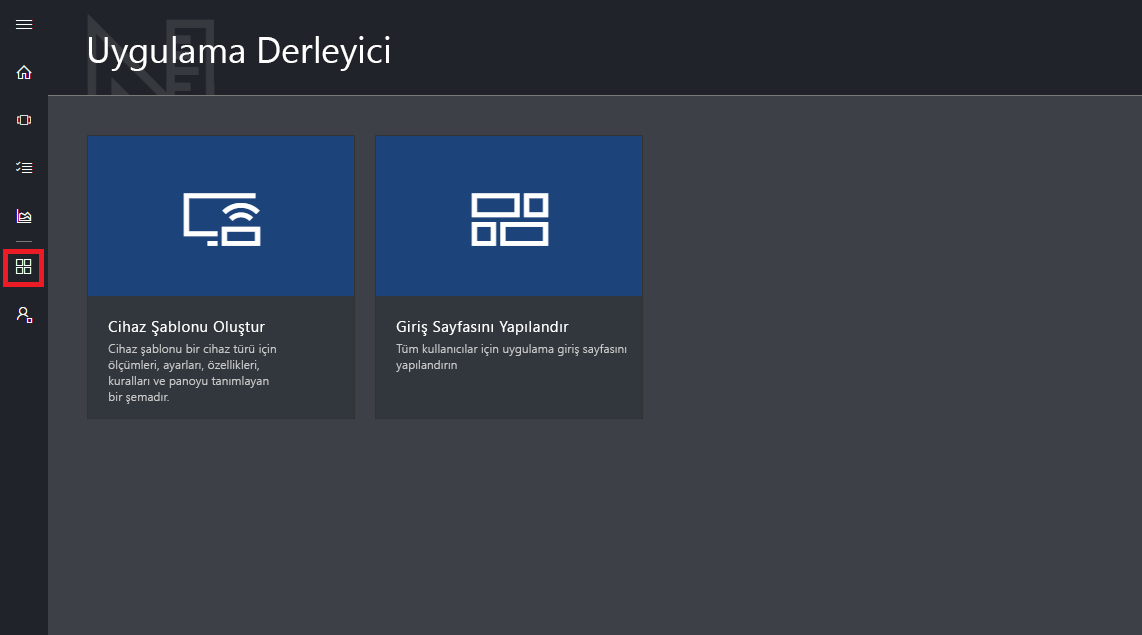 Uygulama Derleyici
Cihaz Şablonu Oluştur
Cihaz şablonu bir cihaz türü için
ölçümleri, ayarları, özellikleri,
kuralları ve panoyu tanımlayan
bir şemadır.
Giriş Sayfasını Yapılandır
Tüm kullanıcılar için uygulama giriş sayfasını
yapılandırın